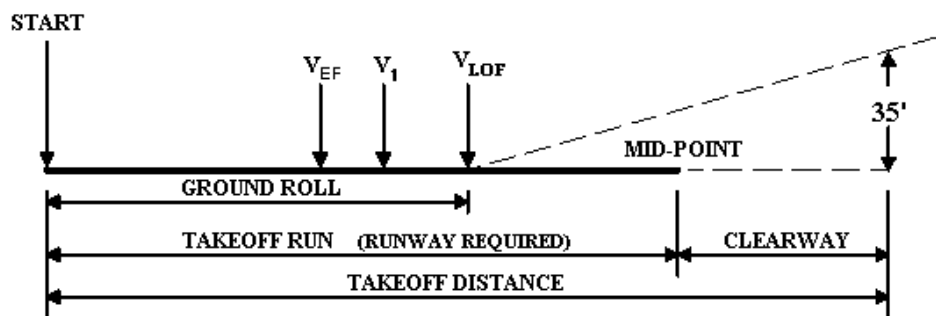 START
V_EF V_1 V_LOF
35'
MID-POINT
GROUND ROLL
TAKEOFF RUN (RUNWAY REQUIRED) CLEARWAY
TAKEOFF DISTANCE